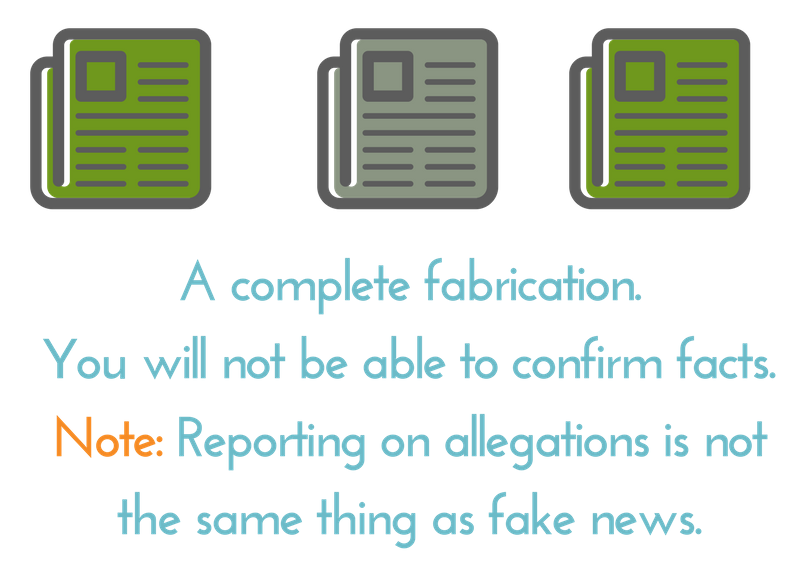 A complete fabrication.
You will not be able to confirm facts.
Note: Reporting on allegations is not
the same thing as fake news.